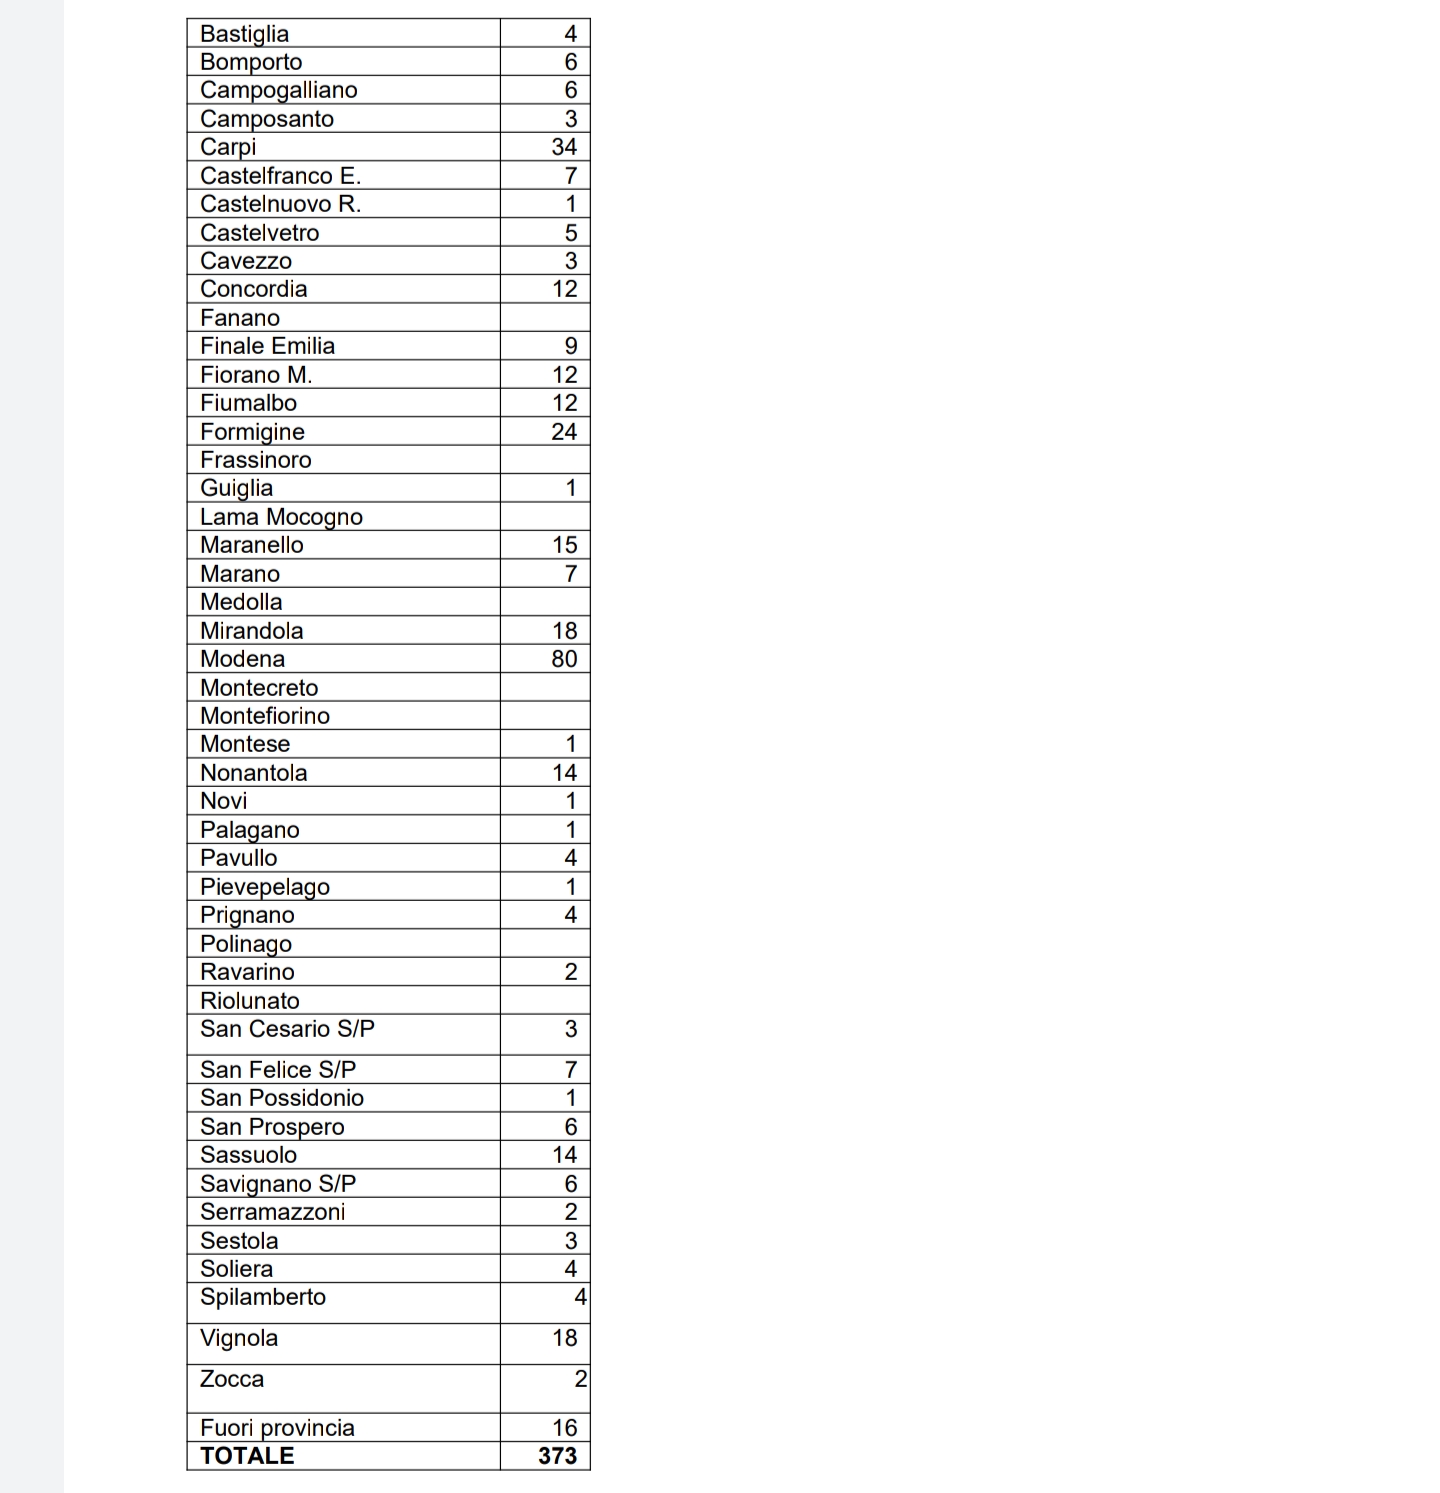 Bastiglia 4
Bomporto 6
Campogalliano 6
Camposanto 3
Carpi 34
Castelfranco E. 7
Castelnuovo R. 1
Castelvetro 5
Cavezzo 3
Concordia 12
Fanano
Finale Emilia 9
Fiorano M. 12
Fiumalbo 12
Formigine 24
Frassinoro
Guiglia 1
Lama Mocogno
Maranello 15
Marano 7
Medolla
Mirandola 18
Modena 80
Montecreto
Montefiorino
Montese 1
Nonantola 14
Novi 1
Palagano 1
Pavullo 4
Pievepelago 1
Prignano 4
Polinago
Ravarino 2
Riolunato
San Cesario S/P 3
San Felice S/P 7
San Possidonio 1
San Prospero 6
Sassuolo 14
Savignano S/P 6
Serramazzoni 2
Sestola 3
Soliera 4
Spilamberto 4
Vignola 18
Zocca 2
Fuori provincia 16
TOTALE 373